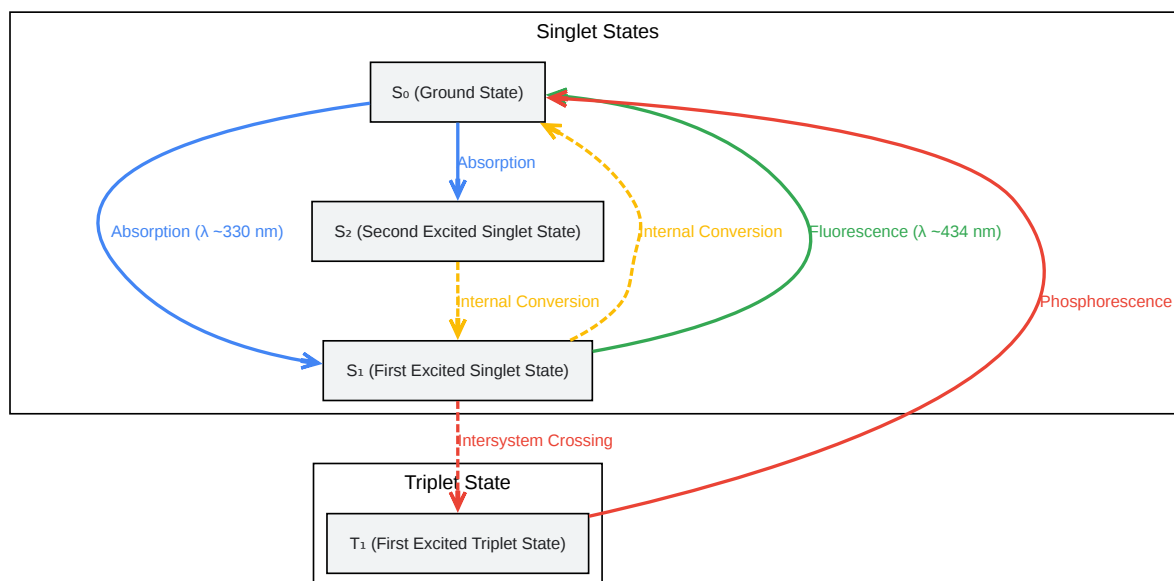 Singlet States
S₀ (Ground State)
Absorption
Absorption (λ ~330 nm)
S₂ (Second Excited Singlet State)
Internal Conversion
Fluorescence (λ ~434 nm)
Internal Conversion
Phosphorescence
S₁ (First Excited Singlet State)
Intersystem Crossing
Triplet State
T₁ (First Excited Triplet State)